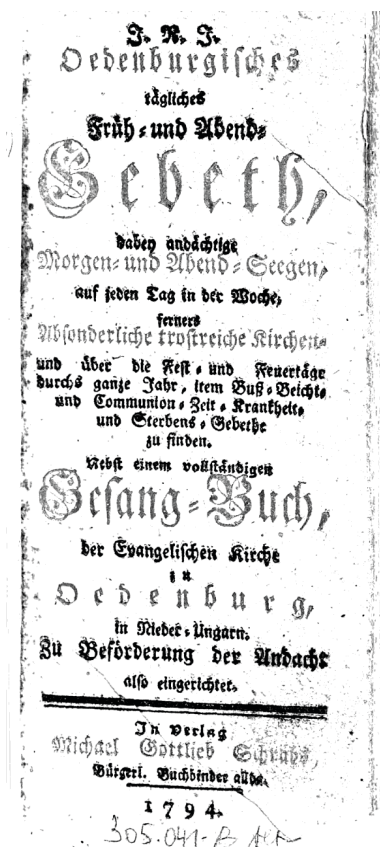 J. N. J.
Oedenburgisches
tägliches
Früh- und Abend-
Gebeth,
dabey andächtige
Morgen- und Abend-Seegen,
auf jeden Tag in der Woche,
ferners
Absonderliche trostreiche Kirchen-
und über die Fest- und Feuertäge
durchs ganze Jahr, item Buß-Beicht-
und Communion-Zeit-Krankheit-
und Sterbens-Gebethe
zu finden.
Nebst einem vollständigen
Gesang-Buch,
der Evangelischen Kirche
in
Oedenburg,
in Nieder-Ungarn.
Zu Beförderung der Andacht
also eingerichtet.
In Verlag
Michael Gottlieb
Bürgerl. Buchbinder allda.
1794.
305.041-B